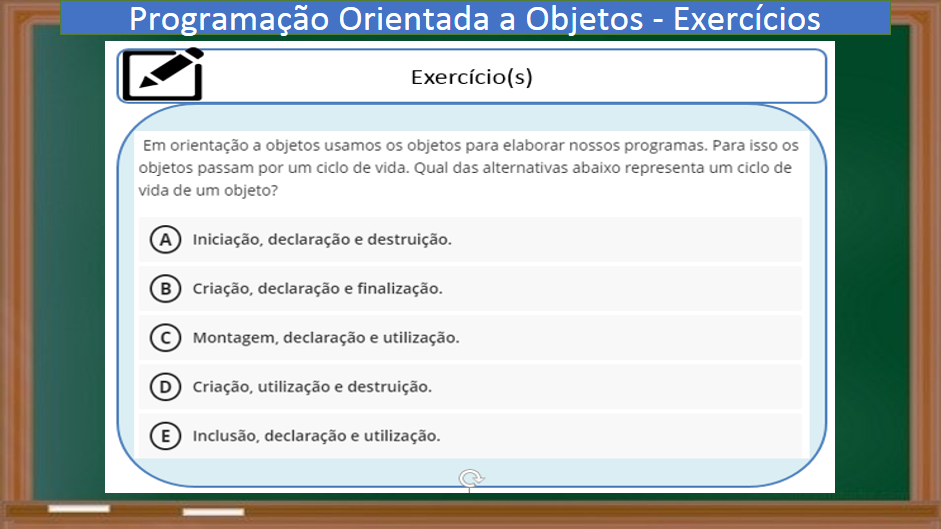 Programação Orientada a Objetos - Exercícios
Exercício(s)
Em orientação a objetos usamos os objetos para elaborar nossos programas. Para isso os
objetos passam por um ciclo de vida. Qual das alternativas abaixo representa um ciclo de
vida de um objeto?
A Iniciação, declaração e destruição.
B Criação, declaração e finalização.
C Montagem, declaração e utilização.
D Criação, utilização e destruição.
E Inclusão, declaração e utilização.